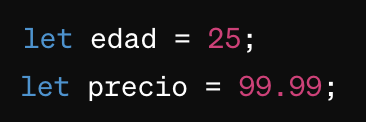 let edad = 25;
let precio = 99.99;